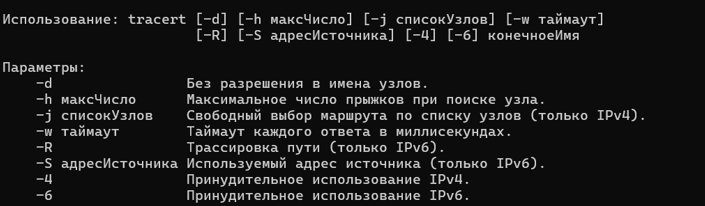 Использование: tracert [-d] [-h максЧисло] [-j списокУзлов] [-w таймаут]
[-R] [-S адресИсточника] [-4] [-6] конечноеИмя
Параметры:
-d Без разрешения в имена узлов.
-h максЧисло Максимальное число прыжков при поиске узла.
-j списокУзлов Свободный выбор маршрута по списку узлов (только IPv4).
-w таймаут Таймаут каждого ответа в миллисекундах.
-R Трассировка пути (только IPv6).
-S адресИсточника Используемый адрес источника (только IPv6).
-4 Принудительное использование IPv4.
-6 Принудительное использование IPv6.